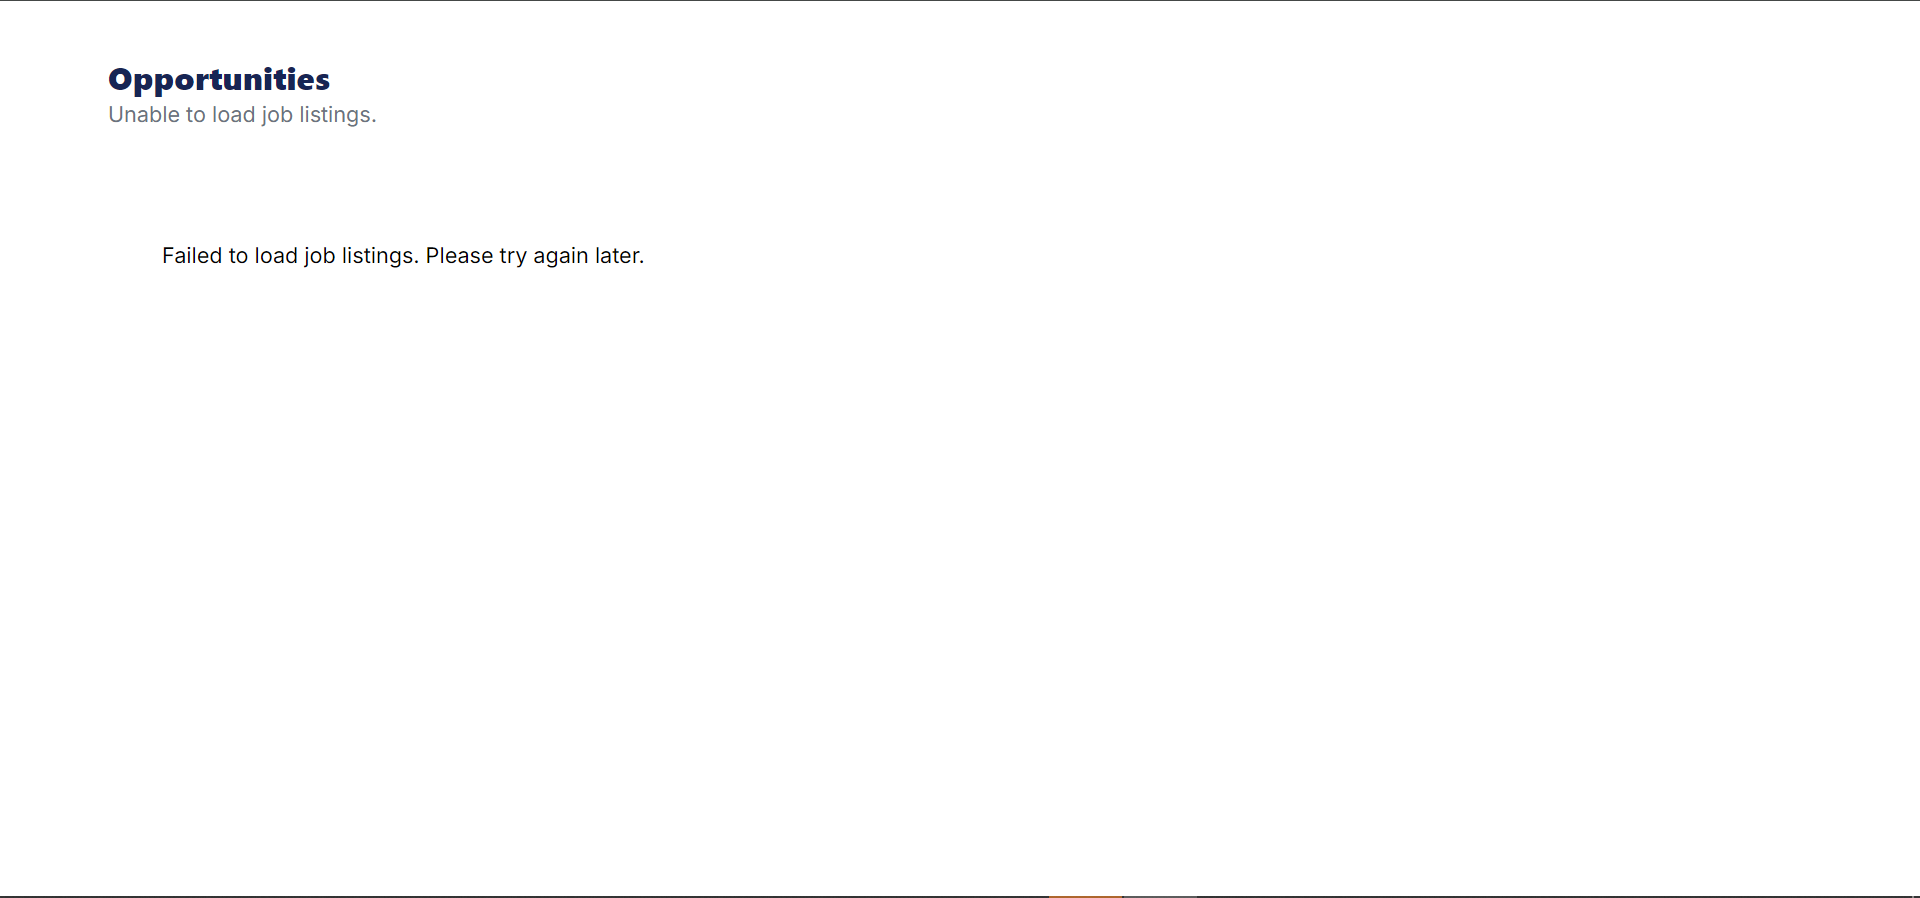 Opportunities
Unable to load job listings.
Failed to load job listings. Please try again later.